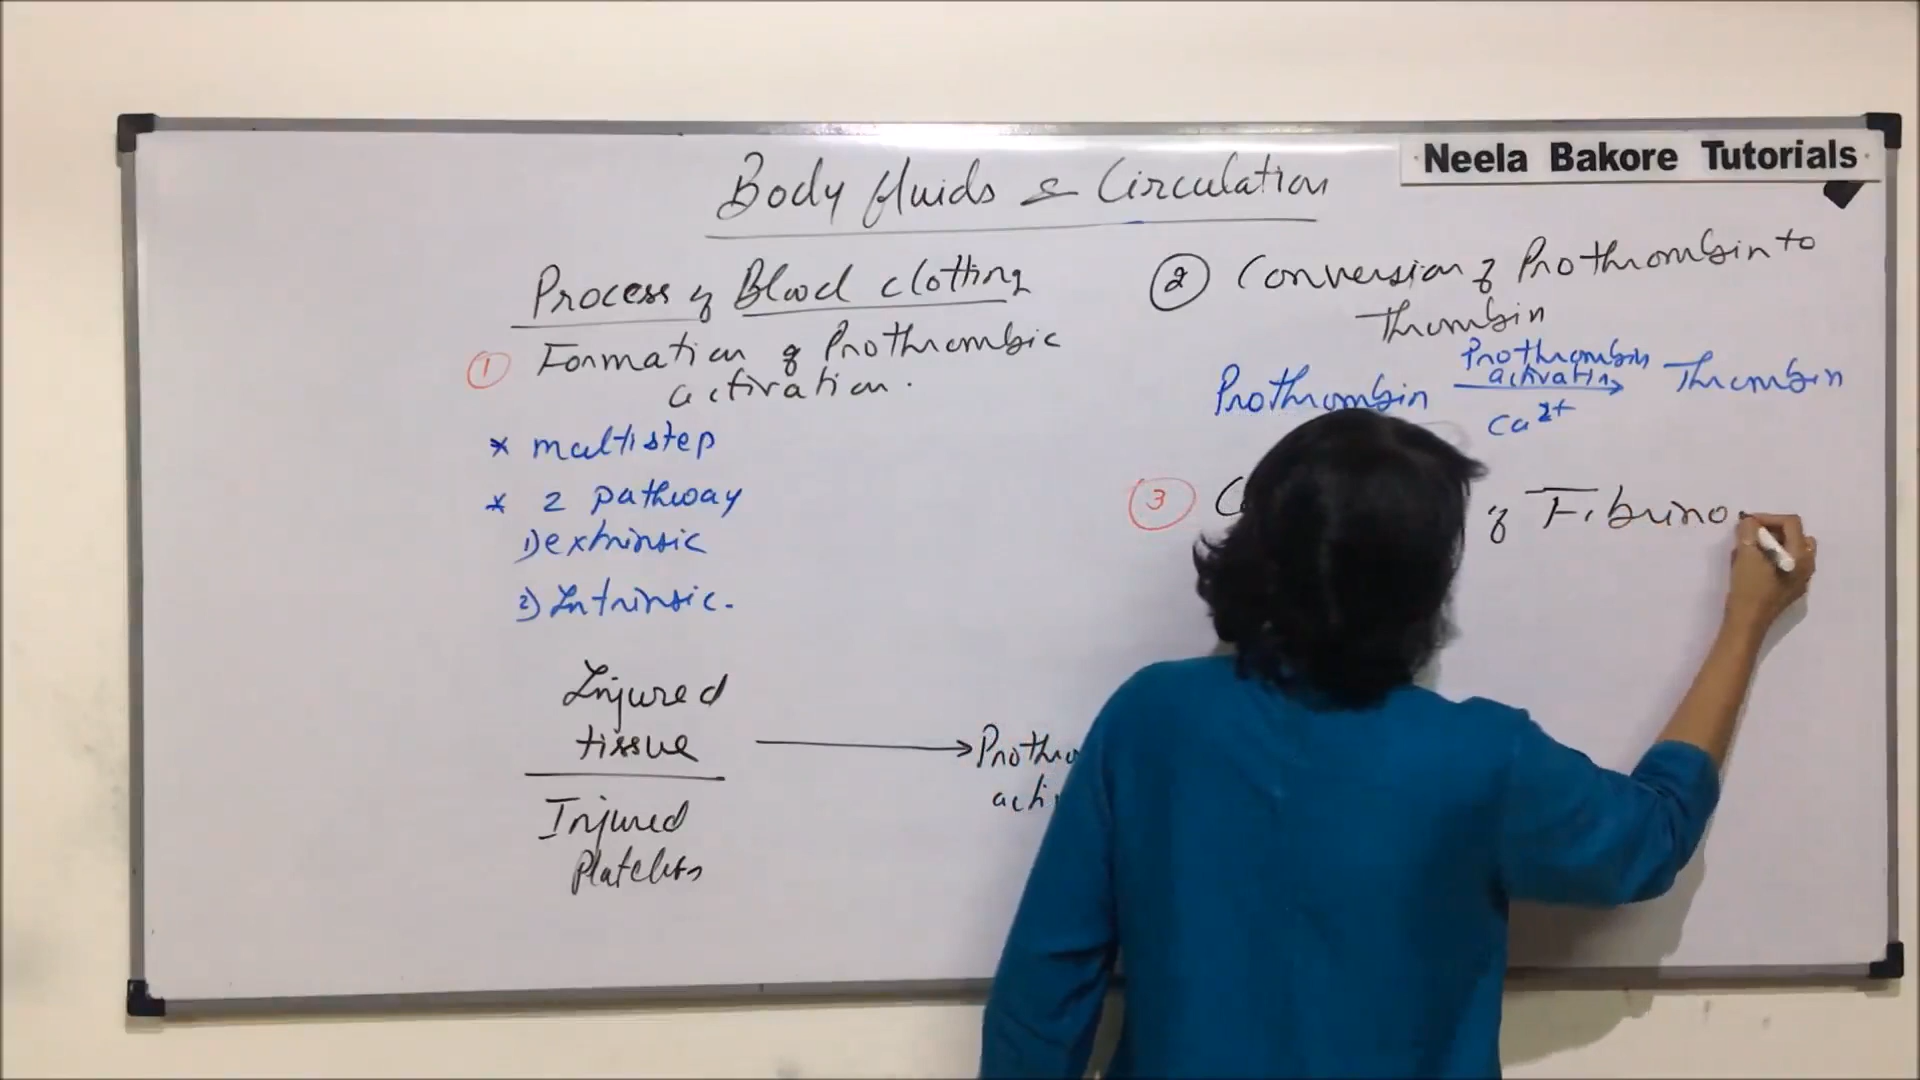 Neela Bakore Tutorials
Body fluids & Circulation
Process of Blood clotting
① Formation of Prothrombic
activation.
* multistep
* 2 pathway
1) extrinsic
2) Intrinsic.
Injured
tissue
Injured
Platelets
② Conversion of Prothrombin to
Thrombin
Prothrombin
activatin
Prothrombin → Thrombin
Ca2+
③ of Fibrino